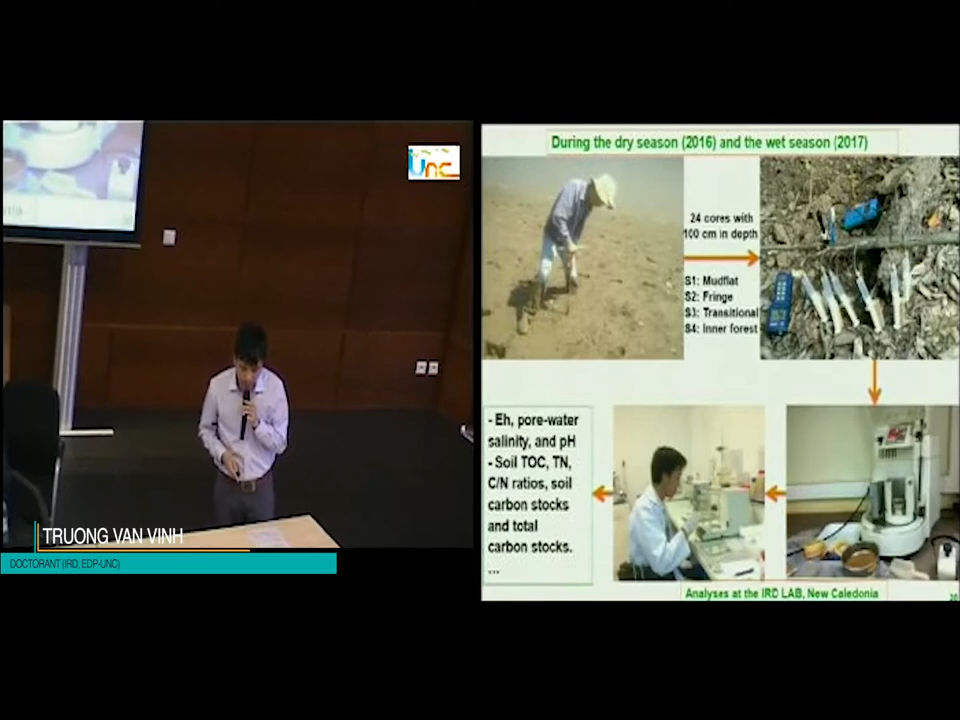 Unc
TRUONG VAN VINH
DOCTORANT (IRD, EDP-UNC)
During the dry season (2016) and the wet season (2017)
24 cores with
100 cm in depth
S1: Mudflat
S2: Fringe
S3: Transitional
S4: Inner forest
- Eh, pore-water
salinity, and pH
- Soil TOC, TN,
C/N ratios, soil
carbon stocks
and total
carbon stocks.
...
Analyses at the IRD LAB, New Caledonia